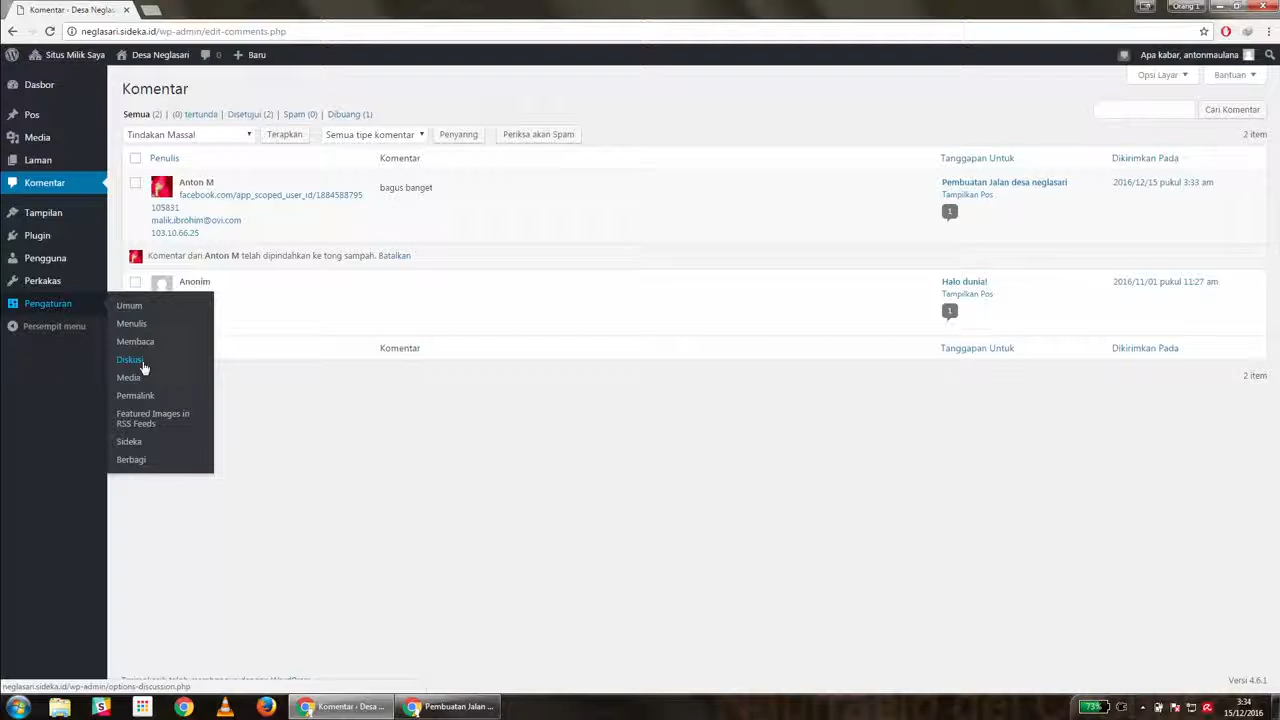 Komentar ‹ Desa Neglas
Orang 1
neglasari.sideka.id/wp-admin/edit-comments.php
Situs Milik Saya
Desa Neglasari
0
Baru
Apa kabar, antonmaulana
Dasbor
Pos
Media
Laman
Komentar
Tampilan
Plugin
Pengguna
Perkakas
Pengaturan
Persempit menu
Umum
Menulis
Membaca
Diskusi
Media
Permalink
Featured Images in
RSS Feeds
Sideka
Berbagi
Komentar
Opsi Layar
Bantuan
Semua (2) | (0) tertunda | Disetujui (2) | Spam (0) | Dibuang (1)
Cari Komentar
Tindakan Massal
Terapkan
Semua tipe komentar
Penyaring
Periksa akan Spam
2 item
Penulis
Komentar
Tanggapan Untuk
Dikirimkan Pada
Anton M
facebook.com/app_scoped_user_id/1884588795
105831
malik.ibrohim@ovi.com
103.10.66.25
bagus banget
Pembuatan Jalan desa neglasari
Tampilkan Pos
1
2016/12/15 pukul 3:33 am
Komentar dari Anton M telah dipindahkan ke tong sampah. Batalkan
Anonim
Halo dunia!
Tampilkan Pos
1
2016/11/01 pukul 11:27 am
Komentar
Tanggapan Untuk
Dikirimkan Pada
2 item
Versi 4.6.1
neglasari.sideka.id/wp-admin/options-discussion.php
Komentar ‹ Desa ...
Pembuatan Jalan ...
73%
3:34
15/12/2016